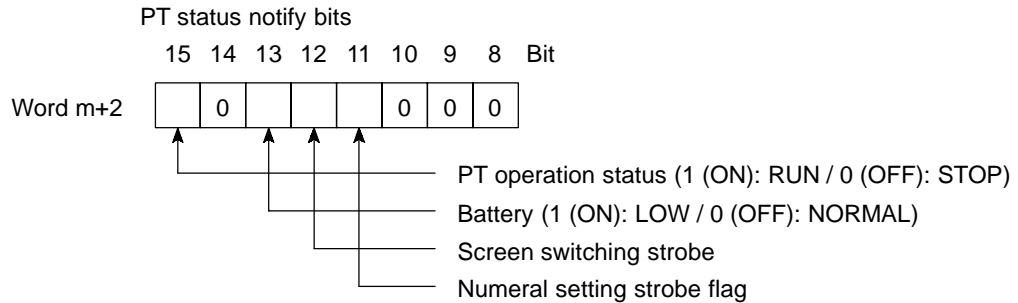 PT status notify bits
15 14 13 12 11 10 9 8 Bit
Word m+2 0 0 0 0
PT operation status (1 (ON): RUN / 0 (OFF): STOP)
Battery (1 (ON): LOW / 0 (OFF): NORMAL)
Screen switching strobe
Numeral setting strobe flag